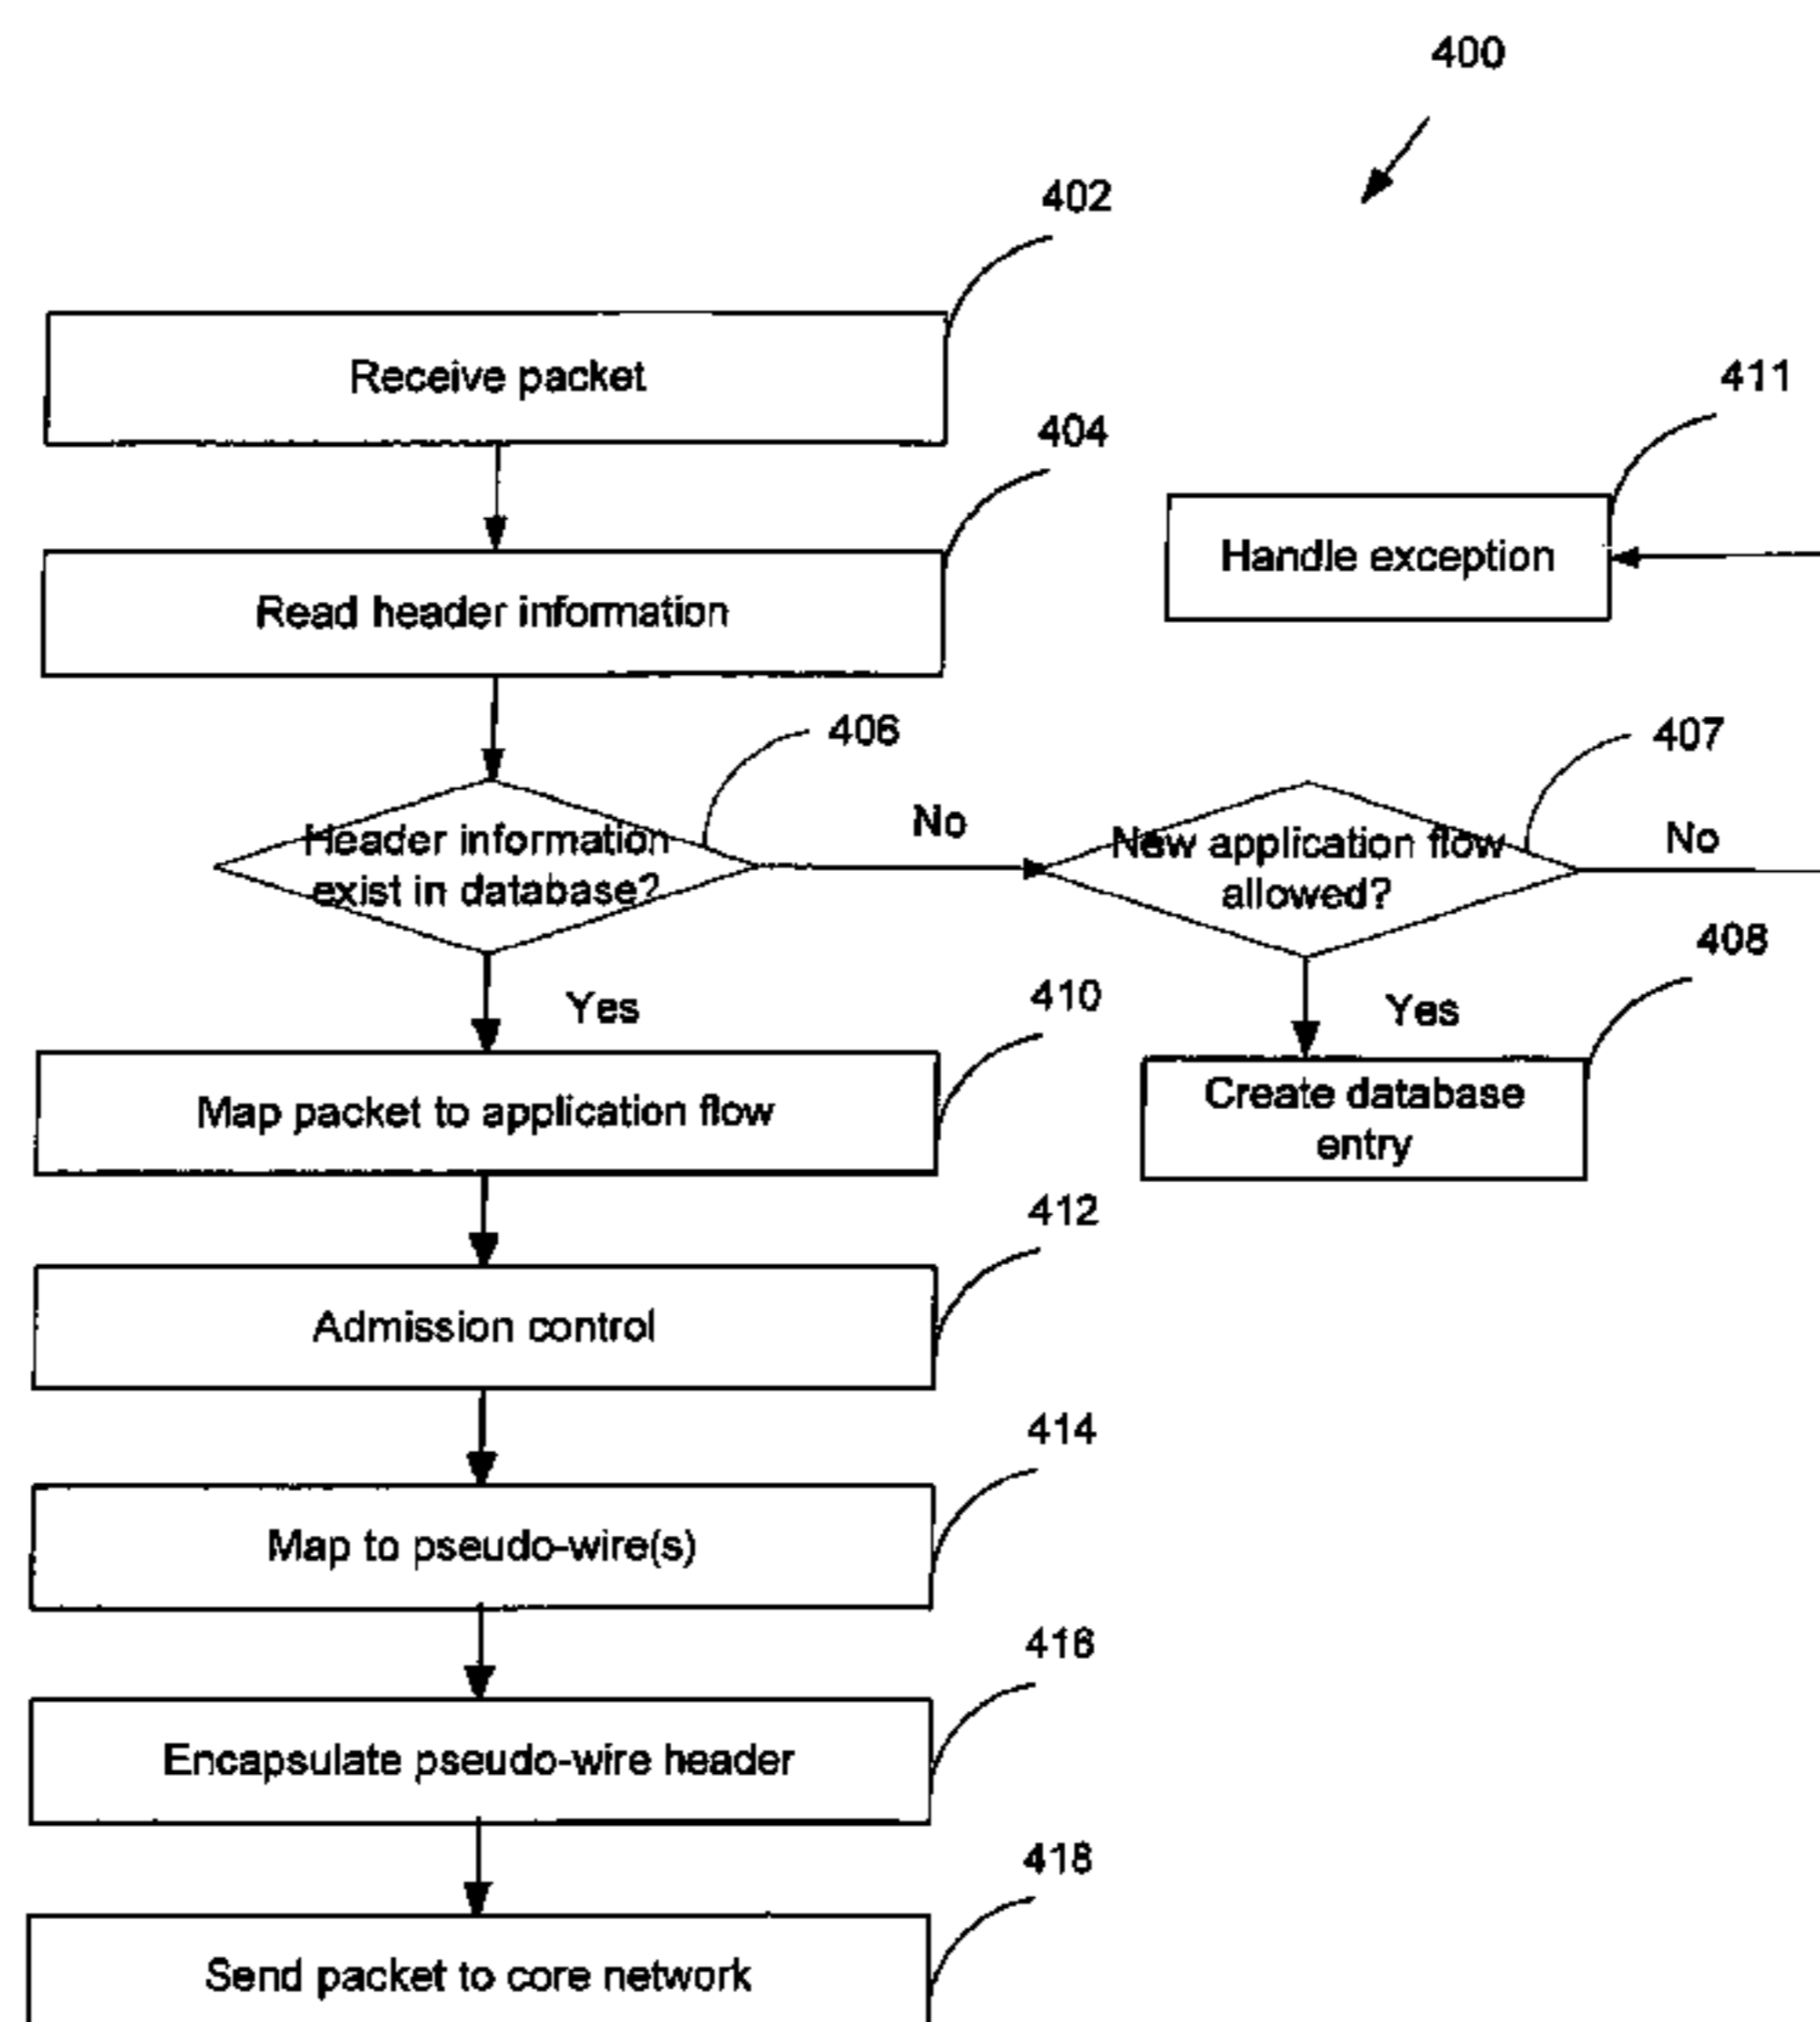 400
402
Receive packet
411
404
Handle exception
Read header information
406
407
Header information
exist in database?
No
New application flow
allowed?
No
408
Yes
Yes
410
Create database
entry
Map packet to application flow
412
Admission control
414
Map to pseudo-wire(s)
416
Encapsulate pseudo-wire header
418
Send packet to core network